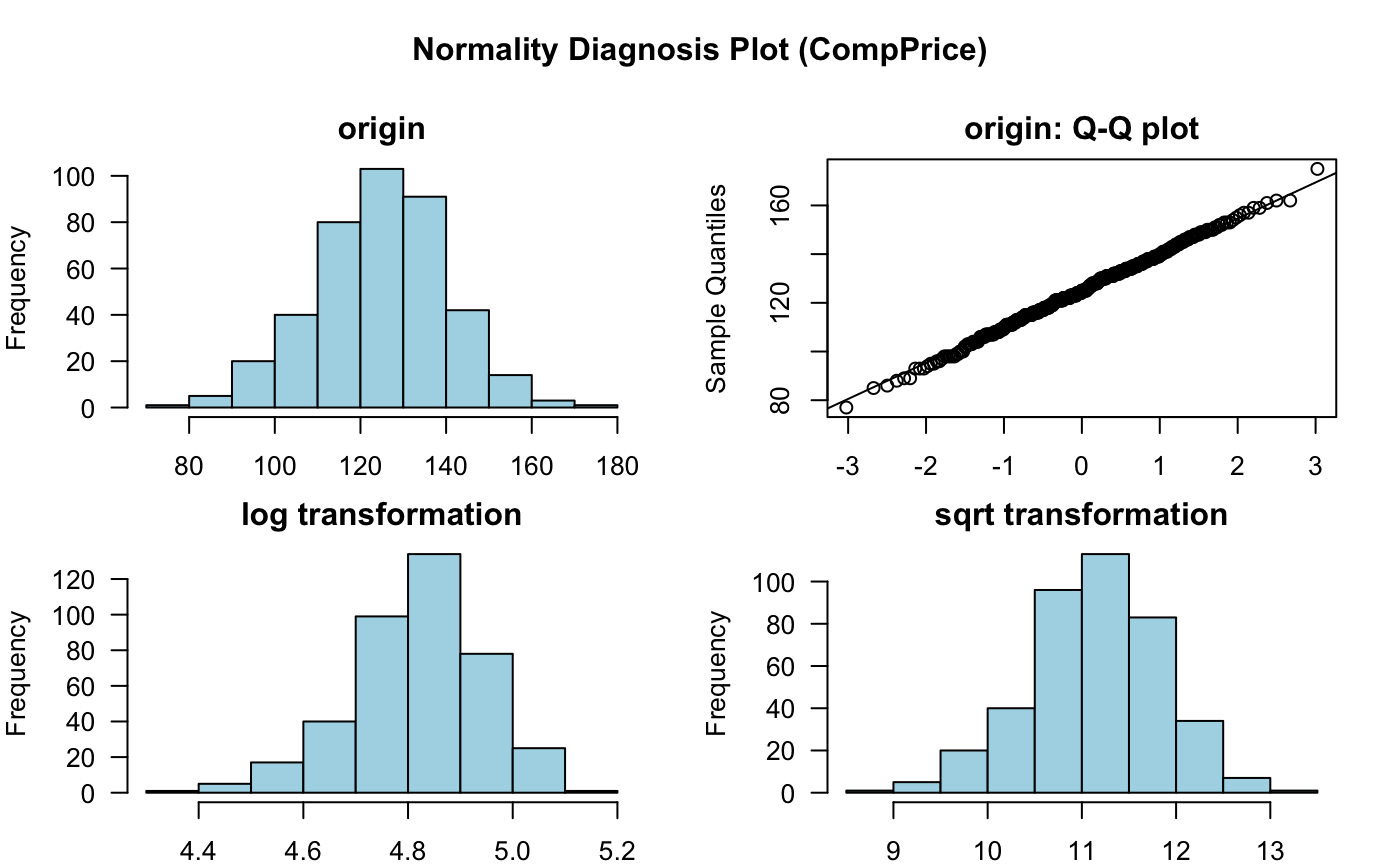 Normality Diagnosis Plot (CompPrice)
origin
Frequency
100
80
60
40
20
0
80 100 120 140 160 180
origin: Q-Q plot
Sample Quantiles
160
120
80
-3 -2 -1 0 1 2 3
log transformation
Frequency
120
100
80
60
40
20
0
4.4 4.6 4.8 5.0 5.2
sqrt transformation
Frequency
100
80
60
40
20
0
9 10 11 12 13